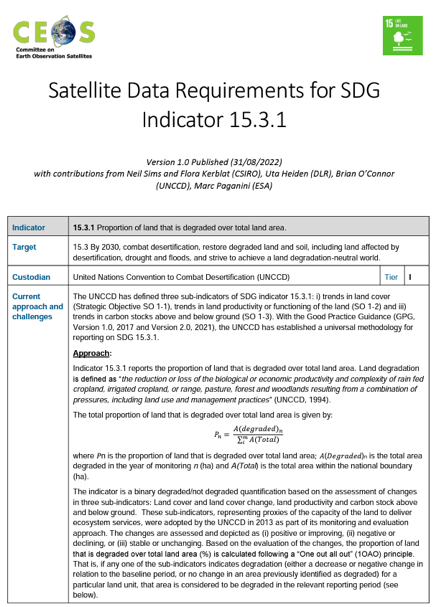 CEOS
Committee on
Earth Observation Satellites
15 LIFE
ON LAND
Satellite Data Requirements for SDG
Indicator 15.3.1
Version 1.0 Published (31/08/2022)
with contributions from Neil Sims and Flora Kerblat (CSIRO), Uta Heiden (DLR), Brian O'Connor
(UNCCD), Marc Paganini (ESA)
Indicator 15.3.1 Proportion of land that is degraded over total land area.
Target 15.3 By 2030, combat desertification, restore degraded land and soil, including land affected by
desertification, drought and floods, and strive to achieve a land degradation-neutral world.
Custodian United Nations Convention to Combat Desertification (UNCCD) Tier I
Current
approach and
challenges
The UNCCD has defined three sub-indicators of SDG indicator 15.3.1: i) trends in land cover
(Strategic Objective SO 1-1), trends in land productivity or functioning of the land (SO 1-2) and iii)
trends in carbon stocks above and below ground (SO 1-3). With the Good Practice Guidance (GPG,
Version 1.0, 2017 and Version 2.0, 2021), the UNCCD has established a universal methodology for
reporting on SDG 15.3.1.
Approach:
Indicator 15.3.1 reports the proportion of land that is degraded over total land area. Land degradation
is defined as "the reduction or loss of the biological or economic productivity and complexity of rain fed
cropland, irrigated cropland, or range, pasture, forest and woodlands resulting from a combination of
pressures, including land use and management practices" (UNCCD, 1994).
The total proportion of land that is degraded over total land area is given by:
Pn = A(degraded)n / ∑m A(Total)
where Pn is the proportion of land that is degraded over total land area; A(Degraded)n is the total area
degraded in the year of monitoring n (ha) and A(Total) is the total area within the national boundary
(ha).
The indicator is a binary degraded/not degraded quantification based on the assessment of changes
in three sub-indicators: Land cover and land cover change, land productivity and carbon stock above
and below ground. These sub-indicators, representing proxies of the capacity of the land to deliver
ecosystem services, were adopted by the UNCCD in 2013 as part of its monitoring and evaluation
approach. The changes are assessed and depicted as (i) positive or improving, (ii) negative or
declining, or (iii) stable or unchanging. Based on the evaluation of the changes, the proportion of land
that is degraded over total land area (%) is calculated following a "One out all out" (1OAO) principle.
That is, if any one of the sub-indicators indicates degradation (either a decrease or negative change in
relation to the baseline period, or no change in an area previously identified as degraded) for a
particular land unit, that area is considered to be degraded in the relevant reporting period (see
below).